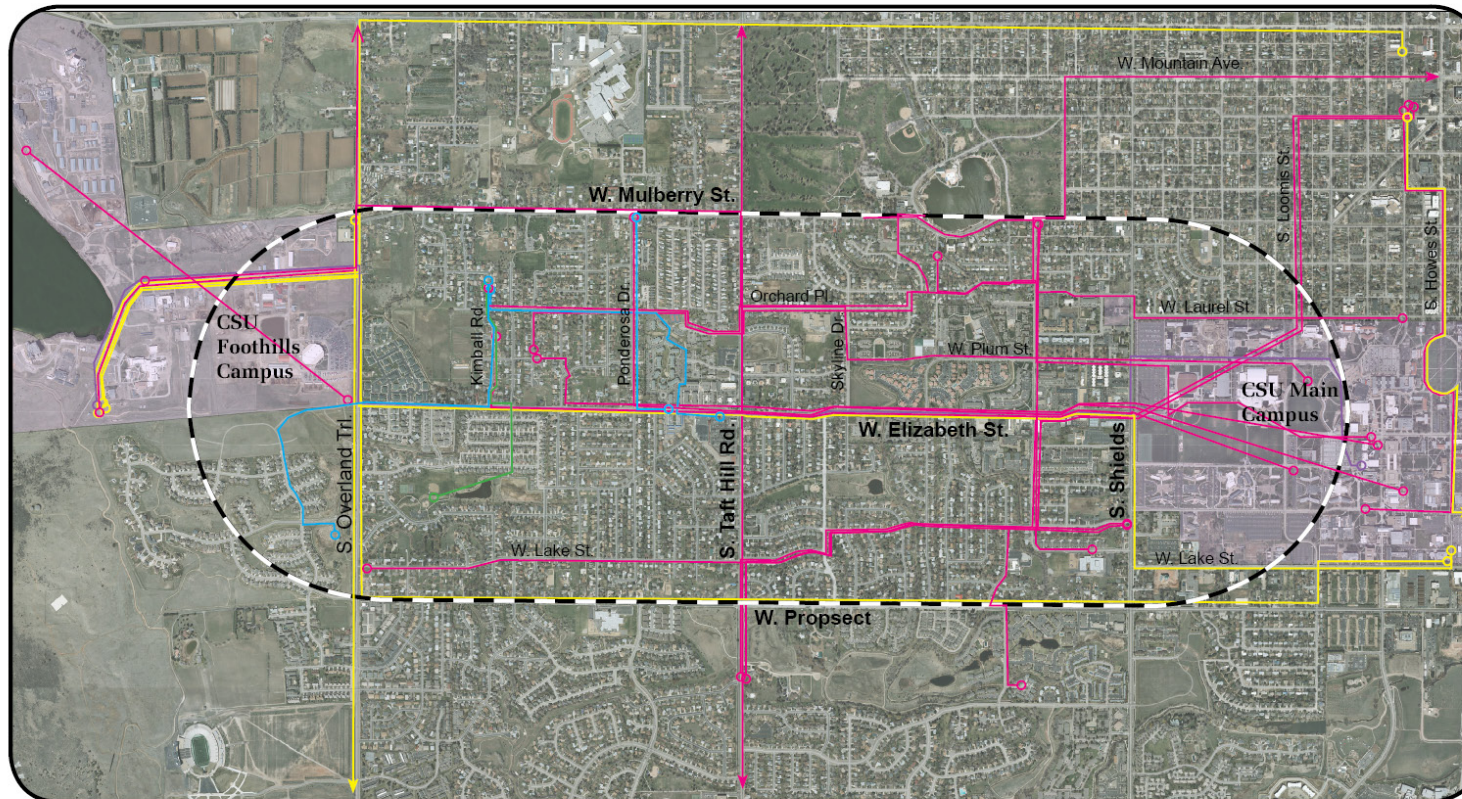 W. Mountain Ave.
W. Mulberry St.
S. Loomis St.
S. Howes St.
Orchard Pl.
W. Laurel St.
CSU
Foothills
Campus
Kimball Rd.
Ponderosa Dr.
Skyline Dr.
W. Plum St.
CSU Main
Campus
W. Elizabeth St.
S. Overland Trl.
S. Taft Hill Rd.
S. Shields
W. Lake St.
W. Lake St.
W. Propsect